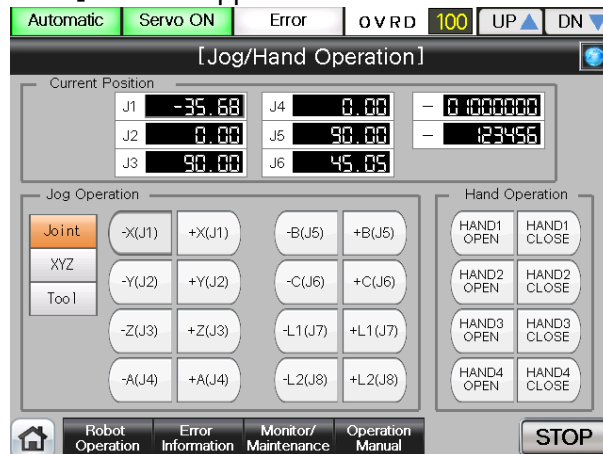 Automatic Servo ON Error OVRD 100 UP DN
[Jog/Hand Operation]
Current Position
J1 -35.68 J4 0.00 - 01000000
J2 0.00 J5 90.00 - 123456
J3 90.00 J6 45.05
Jog Operation Hand Operation
Joint
XYZ
Tool
-X(J1) +X(J1) -B(J5) +B(J5)
-Y(J2) +Y(J2) -C(J6) +C(J6)
-Z(J3) +Z(J3) -L1(J7) +L1(J7)
-A(J4) +A(J4) -L2(J8) +L2(J8)
HAND1 HAND1
OPEN CLOSE
HAND2 HAND2
OPEN CLOSE
HAND3 HAND3
OPEN CLOSE
HAND4 HAND4
OPEN CLOSE
Robot Error Monitor/ Operation
Operation Information Maintenance Manual
STOP